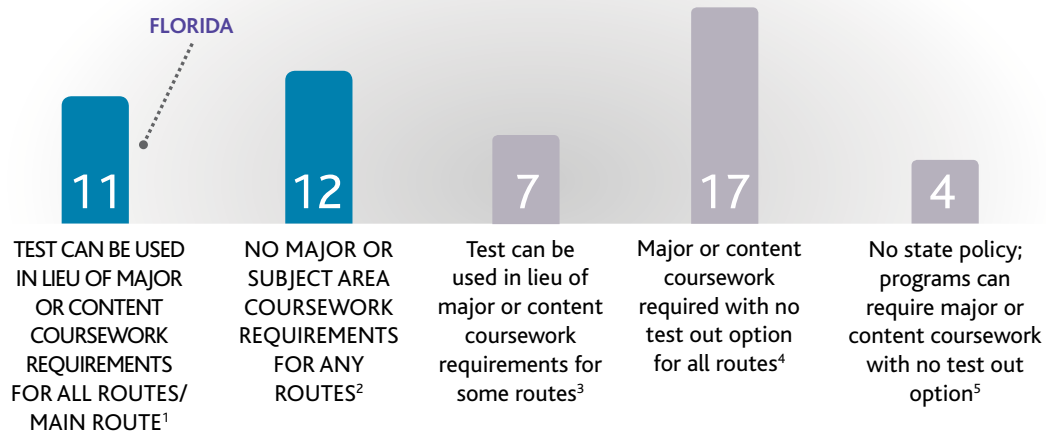 FLORIDA
11
12
7
17
4
TEST CAN BE USED
IN LIEU OF MAJOR
OR CONTENT
COURSEWORK
REQUIREMENTS
FOR ALL ROUTES/
MAIN ROUTE¹
NO MAJOR OR
SUBJECT AREA
COURSEWORK
REQUIREMENTS
FOR ANY
ROUTES²
Test can be
used in lieu of
major or content
coursework
requirements for
some routes³
Major or content
coursework
required with no
test out option
for all routes⁴
No state policy;
programs can
require major or
content coursework
with no test out
option⁵